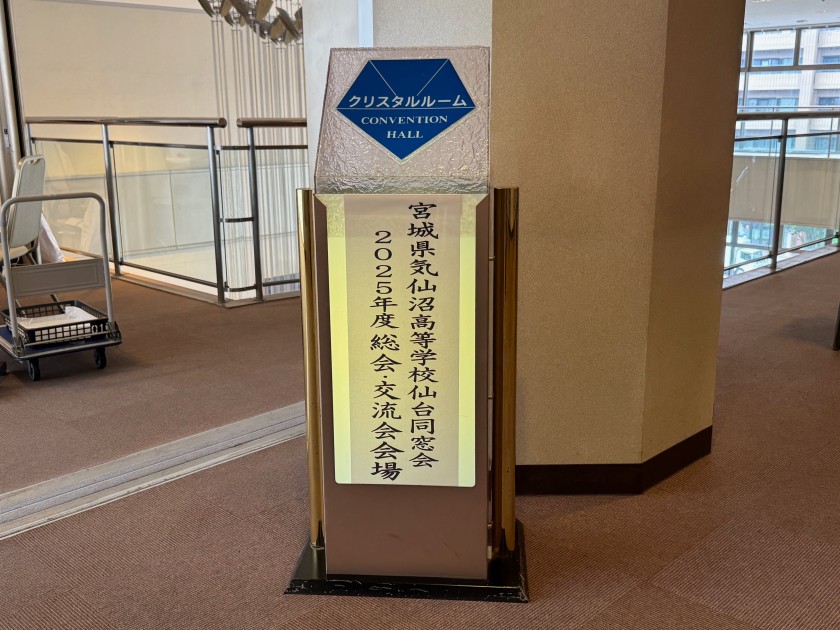 クリスタルルーム
CONVENTION
HALL
宮城県気仙沼高等学校仙台同窓会
2025年度 総会・交流会会場
010